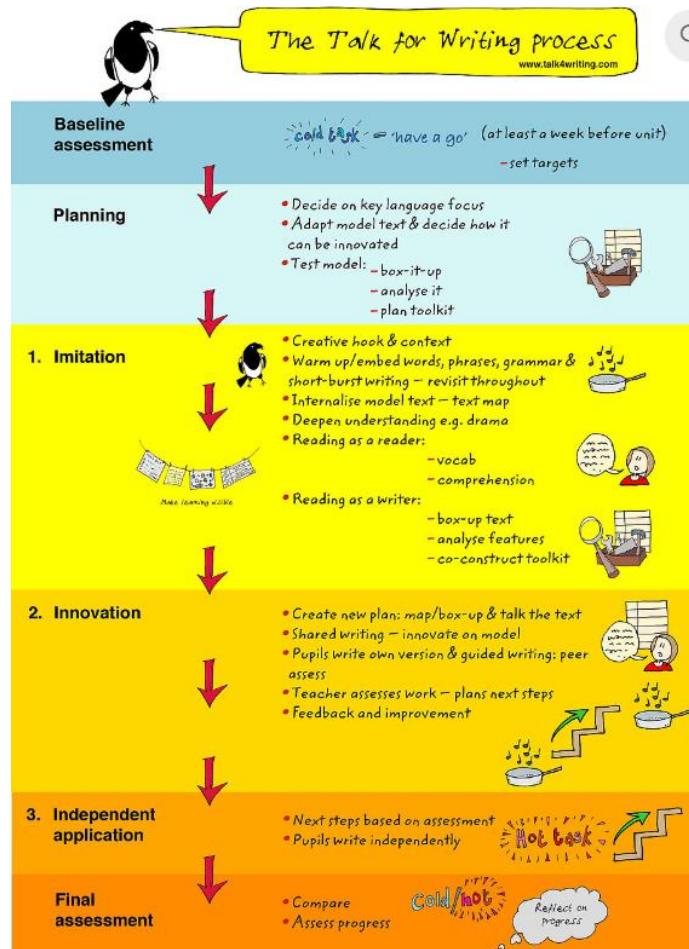 The Talk for Writing process
www.talk4writing.com
Baseline
assessment
cold task = 'have a go' (at least a week before unit)
– set targets
Planning
• Decide on key language focus
• Adapt model text & decide how it
can be innovated
• Test model:
– box-it-up
– analyse it
– plan toolkit
1. Imitation
• Creative hook & context
• Warm up/embed words, phrases, grammar &
short-burst writing – revisit throughout
• Internalise model text – text map
• Deepen understanding e.g. drama
• Reading as a reader:
– vocab
– comprehension
Make learning visible
• Reading as a writer:
– box-up text
– analyse features
– co-construct toolkit
2. Innovation
• Create new plan: map/box-up & talk the text
• Shared writing – innovate on model
• Pupils write own version & guided writing: peer
assess
• Teacher assesses work – plans next steps
• Feedback and improvement
3. Independent
application
• Next steps based on assessment
• Pupils write independently
Hot task
Final
assessment
• Compare
• Assess progress
Cold/hot
Reflect on
progress